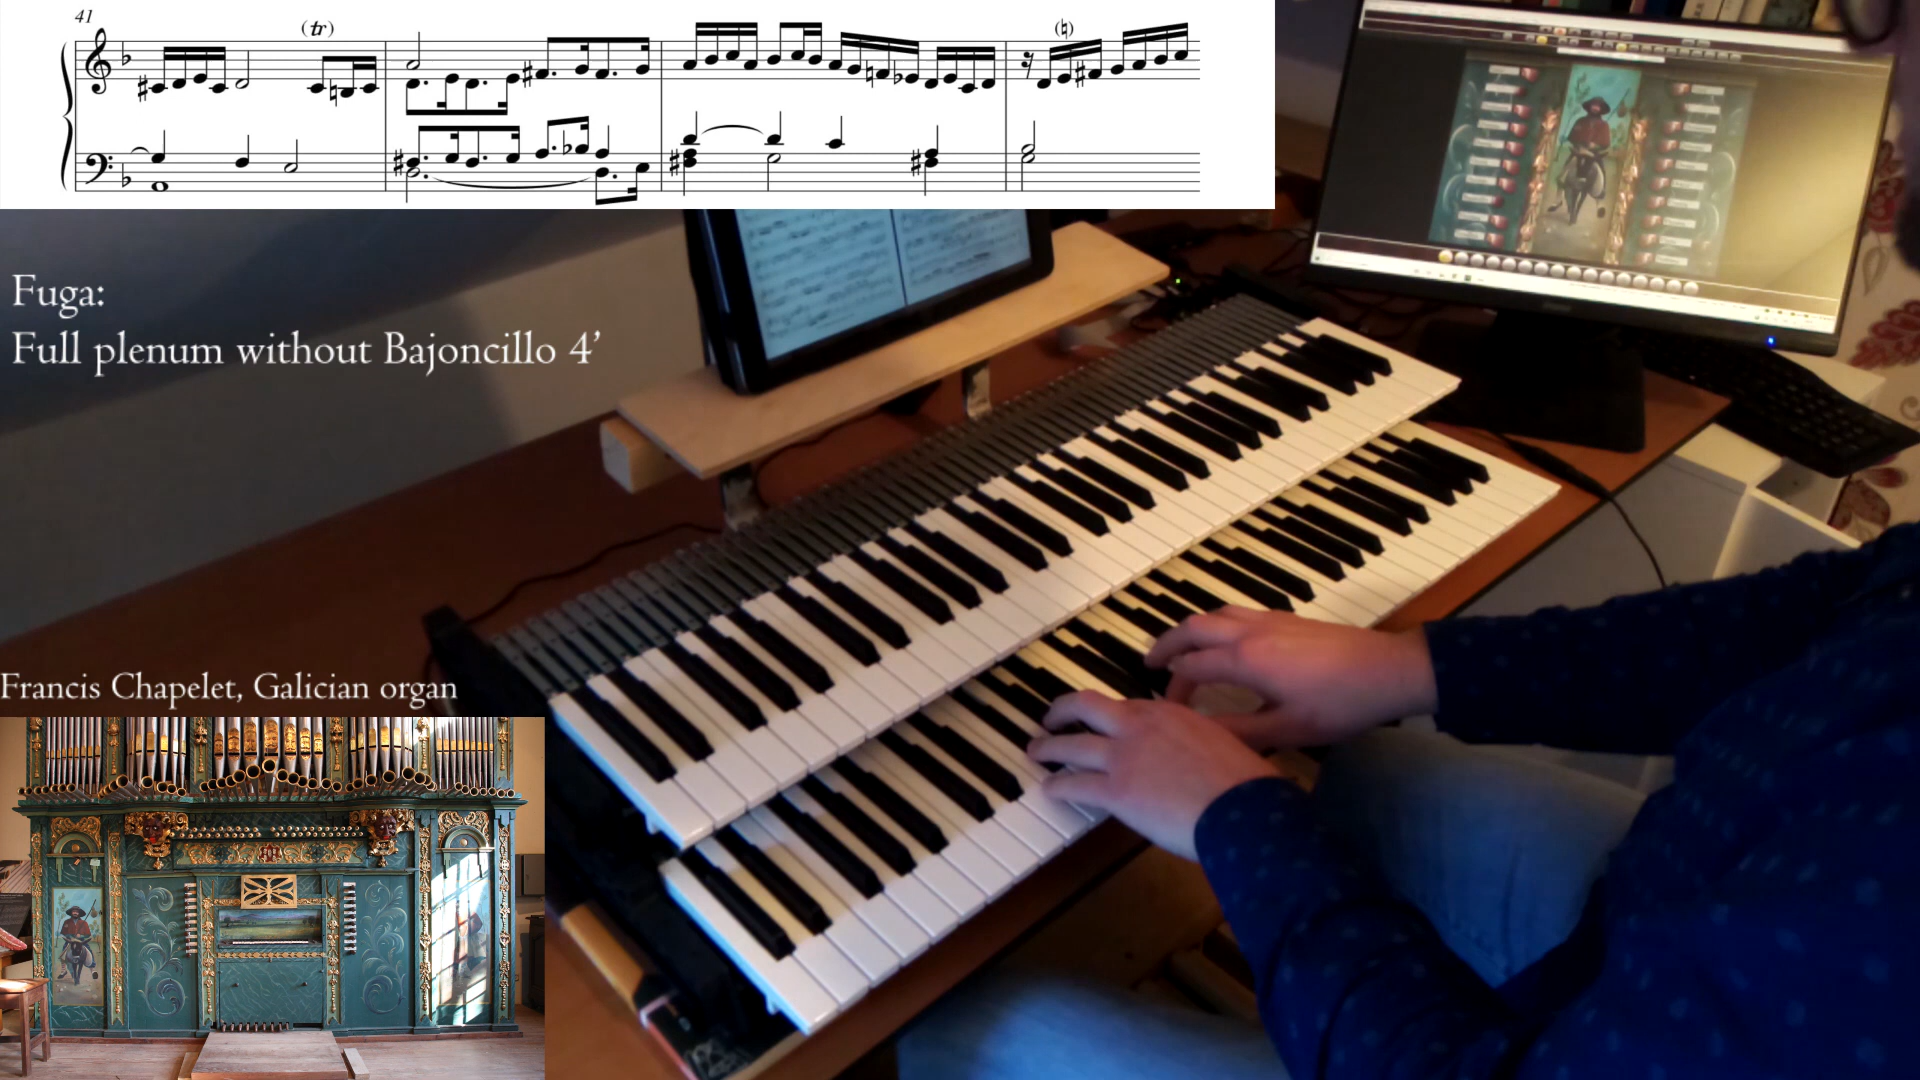 41
(tr)
Fuga:
Full plenum without Bajoncillo 4’
Francis Chapelet, Galician organ